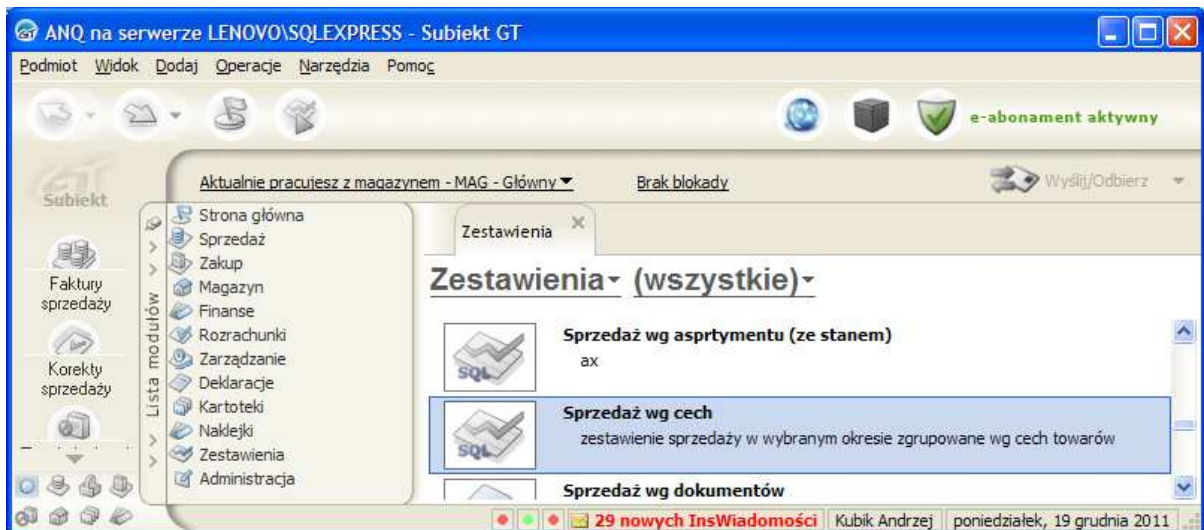 ANQ na serwerze LENOVO\SQLEXPRESS - Subiekt GT
Podmiot Widok Dodaj Operacje Narzędzia Pomoc
e-abonament aktywny
GT
Subiekt
Aktualnie pracujesz z magazynem - MAG - Główny
Brak blokady
Wyślij/Odbierz
Faktury
sprzedaży
Korekty
sprzedaży
Lista modułów
Strona główna
Sprzedaż
Zakup
Magazyn
Finanse
Rozrachunki
Zarządzanie
Deklaracje
Kartoteki
Naklejki
Zestawienia
Administracja
Zestawienia
Zestawienia (wszystkie)
SQL
Sprzedaż wg asprtymentu (ze stanem)
ax
SQL
Sprzedaż wg cech
zestawienie sprzedaży w wybranym okresie zgrupowane wg cech towarów
Sprzedaż wg dokumentów
29 nowych InsWiadomości
Kubik Andrzej
poniedziałek, 19 grudnia 2011